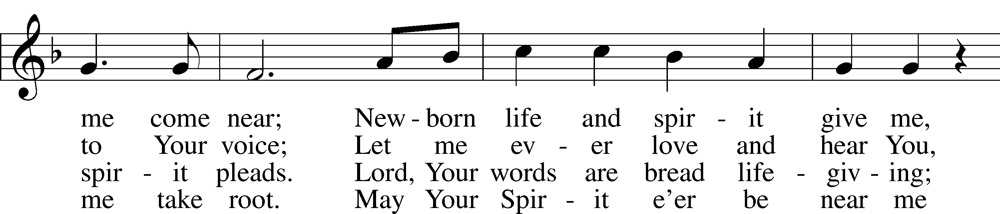 me come near; New - born life and spir - it give me,
to Your voice; Let me ev - er love and hear You,
spir - it pleads. Lord, Your words are bread life - giv - ing;
me take root. May Your Spir - it e’er be near me